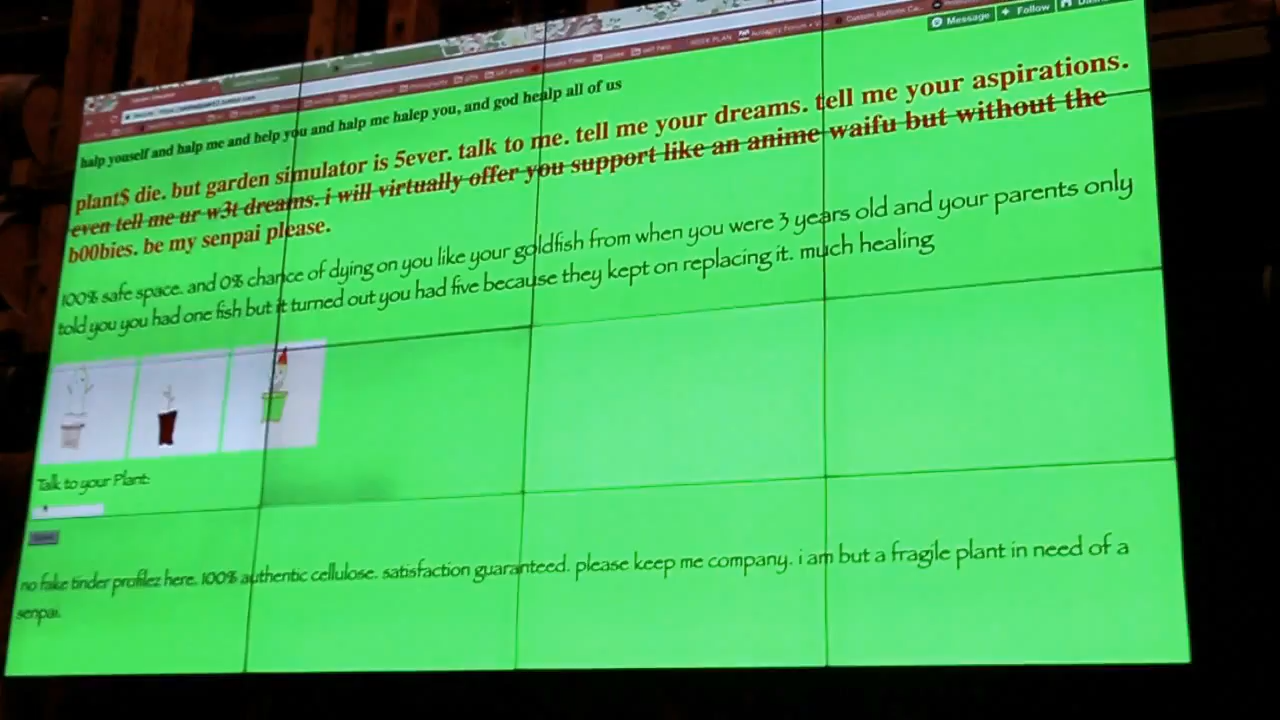 Message
Follow
halp youself and halp me and help you and halp me halep you, and god healp all of us
plant$ die. but garden simulator is 5ever. talk to me. tell me your dreams. tell me your aspirations.
even tell me ur w3t dreams. i will virtually offer you support like an anime waifu but without the
b00bies. be my senpai please.
100% safe space. and 0% chance of dying on you like your goldfish from when you were 3 years old and your parents only
told you you had one fish but it turned out you had five because they kept on replacing it. much healing
Talk to your Plant:
no fake tinder profilez here. 100% authentic cellulose. satisfaction guaranteed. please keep me company. i am but a fragile plant in need of a
senpai.